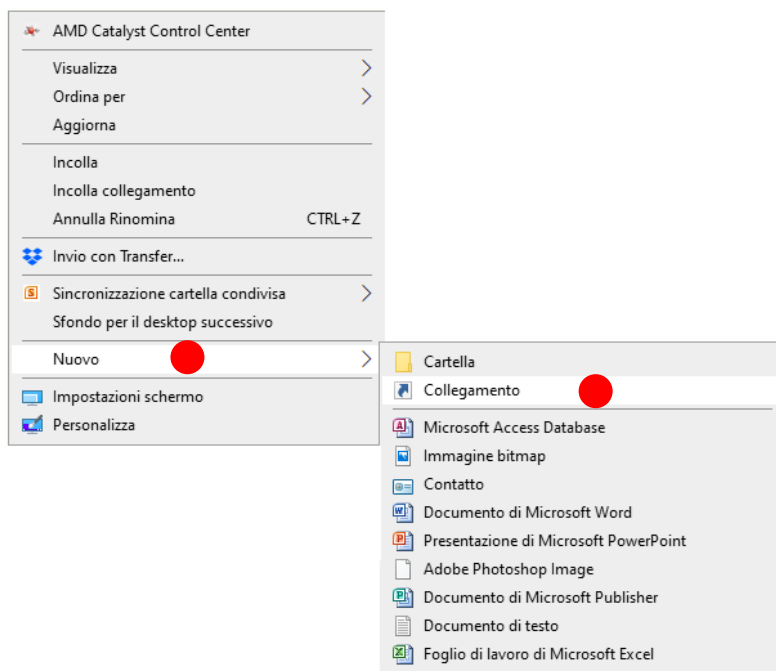 AMD Catalyst Control Center
Visualizza
Ordina per
Aggiorna
Incolla
Incolla collegamento
Annulla Rinomina CTRL+Z
Invio con Transfer...
Sincronizzazione cartella condivisa
Sfondo per il desktop successivo
Nuovo
Impostazioni schermo
Personalizza
Cartella
Collegamento
Microsoft Access Database
Immagine bitmap
Contatto
Documento di Microsoft Word
Presentazione di Microsoft PowerPoint
Adobe Photoshop Image
Documento di Microsoft Publisher
Documento di testo
Foglio di lavoro di Microsoft Excel